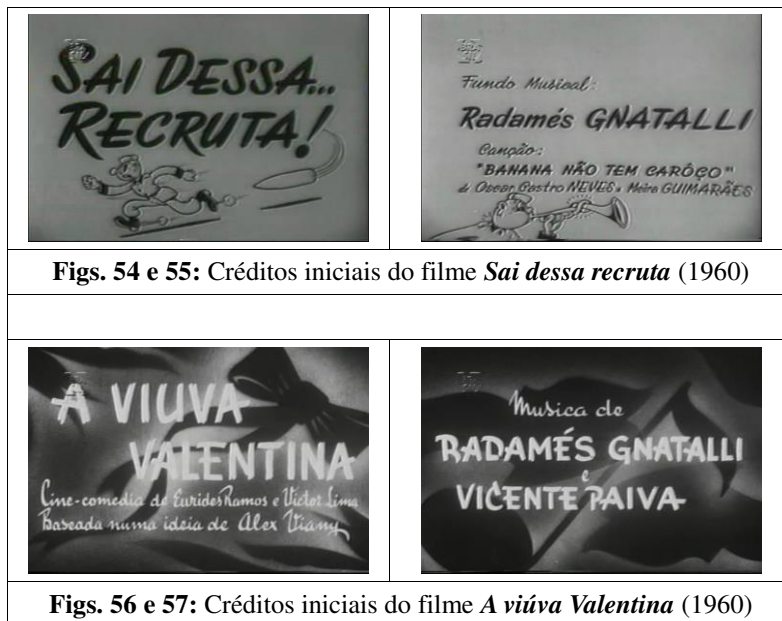 SAI DESSA...
RECRUTA!
Fundo Musical:
Radamés GNATALLI
Canção:
"BANANA NÃO TEM CARÔÇO"
de Oscar Castro NEVES e Meira GUIMARÃES
Figs. 54 e 55: Créditos iniciais do filme Sai dessa recruta (1960)
A VIUVA
VALENTINA
Cine-comedia de Eurides Ramos e Victor Lima
Baseada numa ideia de Alex Viany
Musica de
RADAMÉS GNATALLI
e
VICENTE PAIVA
Figs. 56 e 57: Créditos iniciais do filme A viúva Valentina (1960)